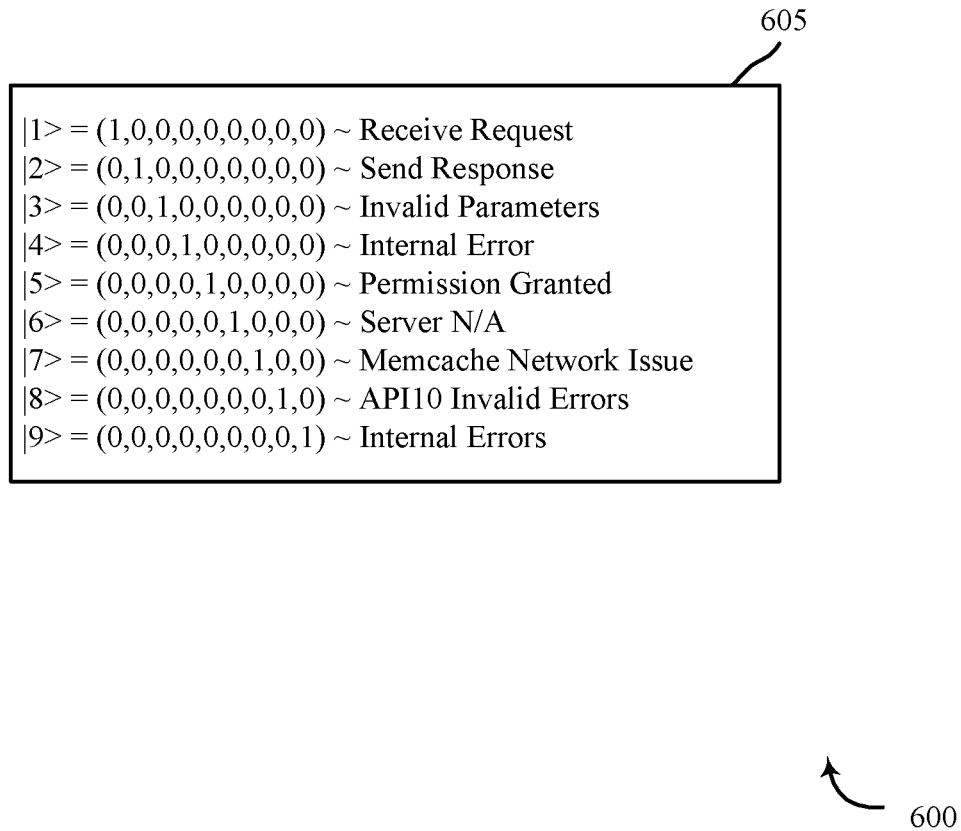 605
|1> = (1,0,0,0,0,0,0,0,0) ~ Receive Request
|2> = (0,1,0,0,0,0,0,0,0) ~ Send Response
|3> = (0,0,1,0,0,0,0,0,0) ~ Invalid Parameters
|4> = (0,0,0,1,0,0,0,0,0) ~ Internal Error
|5> = (0,0,0,0,1,0,0,0,0) ~ Permission Granted
|6> = (0,0,0,0,0,1,0,0,0) ~ Server N/A
|7> = (0,0,0,0,0,0,1,0,0) ~ Memcache Network Issue
|8> = (0,0,0,0,0,0,0,1,0) ~ API10 Invalid Errors
|9> = (0,0,0,0,0,0,0,0,1) ~ Internal Errors
600